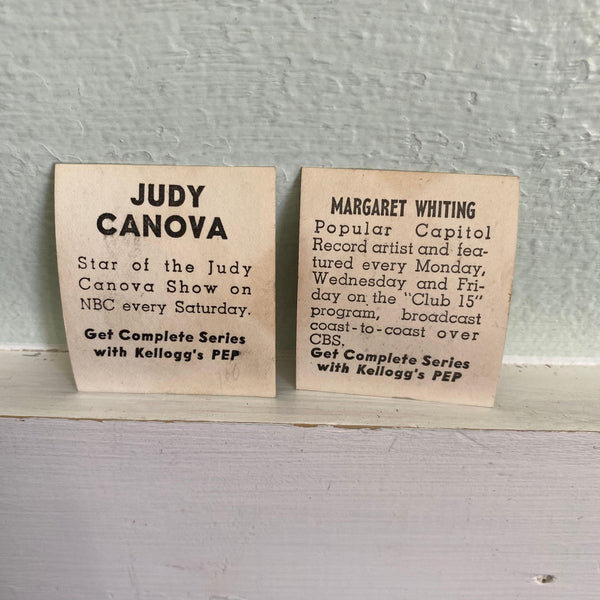 JUDY
CANOVA
Star of the Judy
Canova Show on
NBC every Saturday.
Get Complete Series
with Kellogg's PEP
MARGARET WHITING
Popular Capitol
Record artist and fea-
tured every Monday,
Wednesday and Fri-
day on the "Club 15"
program, broadcast
coast-to-coast over
CBS.
Get Complete Series
with Kellogg's PEP